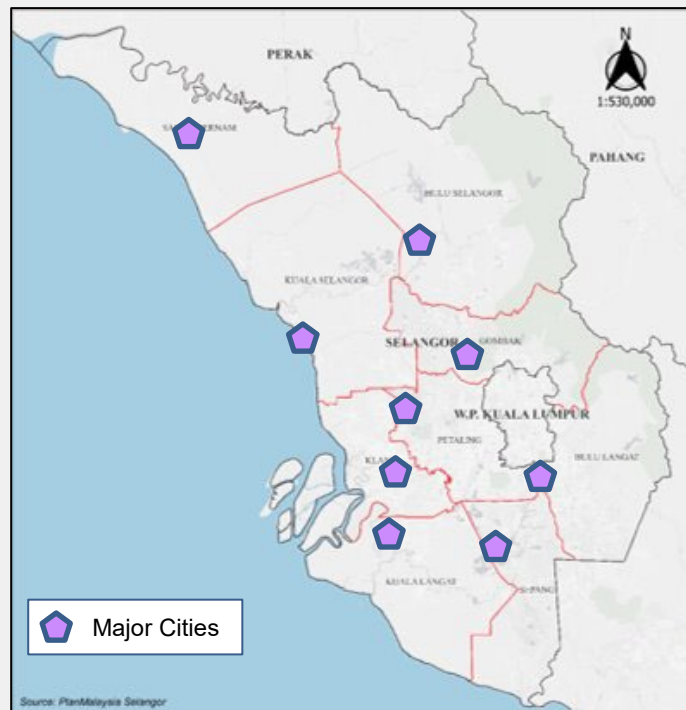 PERAK
N
1:530,000
PAHANG
HULU SELANGOR
KUALA SELANGOR
SELANGOR
GOMBAK
W.P. KUALA LUMPUR
PETALING
HULU LANGAT
KUALA LANGAT
SEPANG
Major Cities
Source: PlanMalaysia Selangor